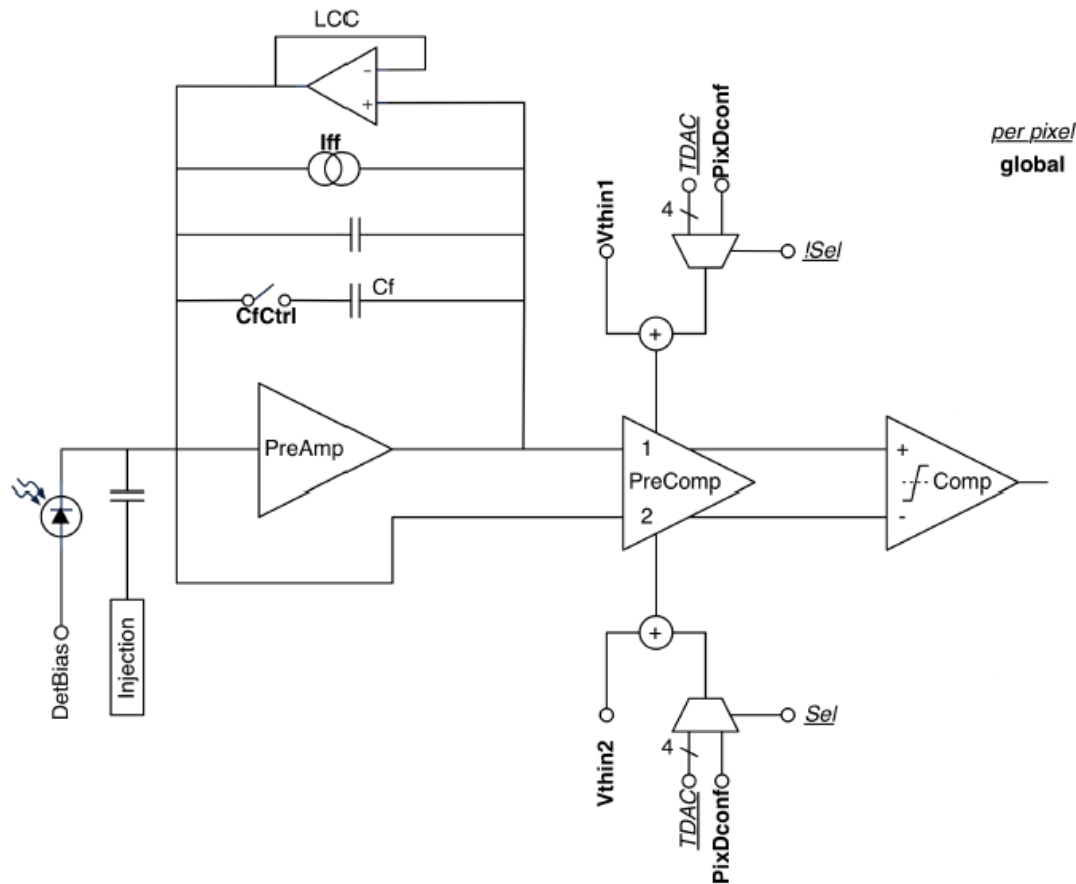 LCC
-
+
Iff
Cf
CfCtrl
Vthin1
TDAC
PixDconf
4
!Sel
per pixel
global
+
PreAmp
1
PreComp
2
+
Comp
-
DetBias
Injection
+
Vthin2
4
TDAC
PixDconf
Sel